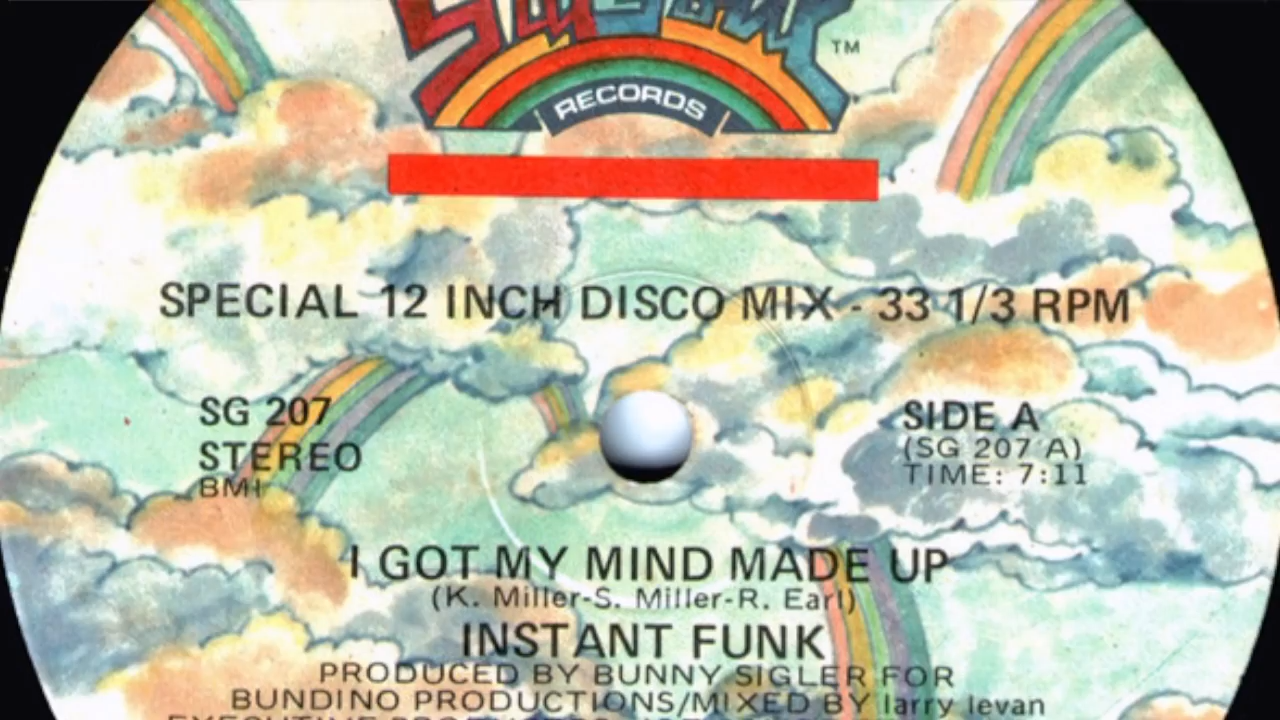 SalSoul
TM
RECORDS
SPECIAL 12 INCH DISCO MIX - 33 1/3 RPM
SG 207
STEREO
BMI
SIDE A
(SG 207 A)
TIME: 7:11
I GOT MY MIND MADE UP
(K. Miller-S. Miller-R. Earl)
INSTANT FUNK
PRODUCED BY BUNNY SIGLER FOR
BUNDINO PRODUCTIONS/MIXED BY larry levan